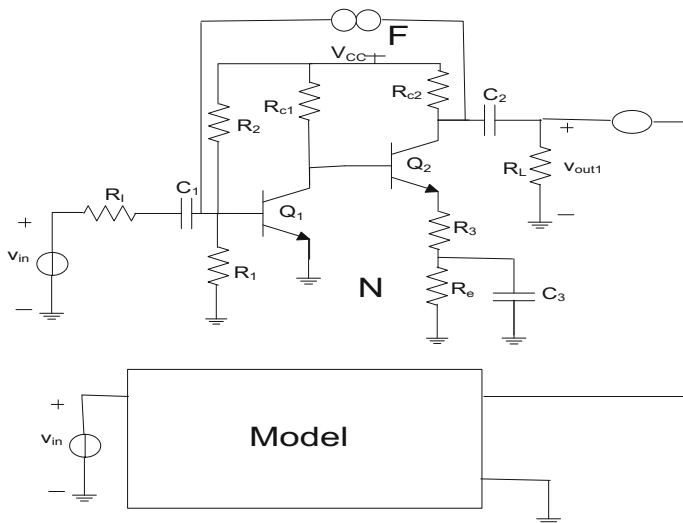 F
V_CC
R_c1
R_c2
C_2
R_2
Q_2
R_L
+
v_out1
−
R_I
C_1
Q_1
+
v_in
−
R_1
R_3
N
R_e
C_3
+
v_in
−
Model